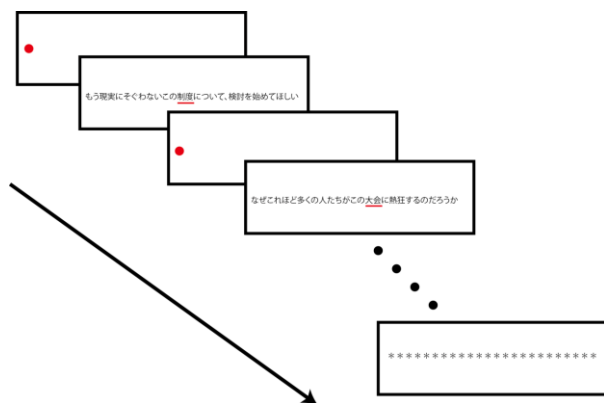 もう現実にそぐわないこの制度について、検討を始めてほしい
なぜこれほど多くの人たちがこの大会に熱狂するのだろうか
************************